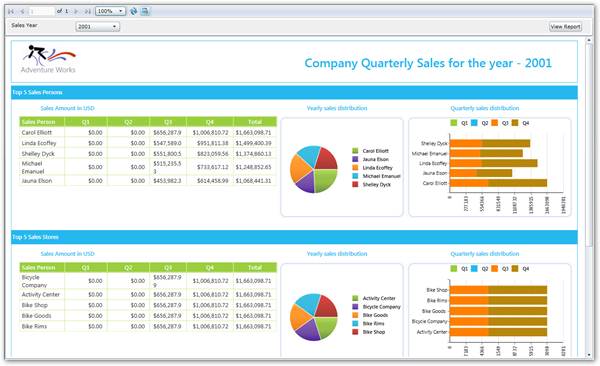 1 of 1 100%
Sales Year 2001 View Report
Adventure Works
Company Quarterly Sales for the year - 2001
Top 5 Sales Persons
Sales Amount in USD
Sales Person Q1 Q2 Q3 Q4 Total
Carol Elliott $0.00 $0.00 $656,287.9 $1,006,810.72 $1,663,098.71
Linda Ecoffey $0.00 $0.00 $547,589.0 $951,811.38 $1,499,400.39
Shelley Dyck $0.00 $0.00 $551,800.5 $823,059.56 $1,374,860.13
Michael Emanuel $0.00 $0.00 $515,235.53 $733,617.12 $1,248,852.65
Jauna Elson $0.00 $0.00 $453,982.3 $614,458.99 $1,068,441.31
Yearly sales distribution
Carol Elliott
Jauna Elson
Linda Ecoffey
Michael Emanuel
Shelley Dyck
Quarterly sales distribution
Q1 Q2 Q3 Q4
Shelley Dyck
Michael Emanuel
Linda Ecoffey
Jauna Elson
Carol Elliott
0 277183 554366 831549 1108732 1385915 1663098 1940281
Top 5 Sales Stores
Sales Amount in USD
Sales Person Q1 Q2 Q3 Q4 Total
Bicycle Company $0.00 $0.00 $656,287.99 $1,006,810.72 $1,663,098.71
Activity Center $0.00 $0.00 $656,287.9 $1,006,810.72 $1,663,098.71
Bike Shop $0.00 $0.00 $656,287.9 $1,006,810.72 $1,663,098.71
Bike Goods $0.00 $0.00 $656,287.9 $1,006,810.72 $1,663,098.71
Bike Rims $0.00 $0.00 $656,287.9 $1,006,810.72 $1,663,098.71
Yearly sales distribution
Activity Center
Bicycle Company
Bike Goods
Bike Rims
Bike Shop
Quarterly sales distribution
Q1 Q2 Q3 Q4
Bike Shop
Bike Rims
Bike Goods
Bicycle Company
Activity Center